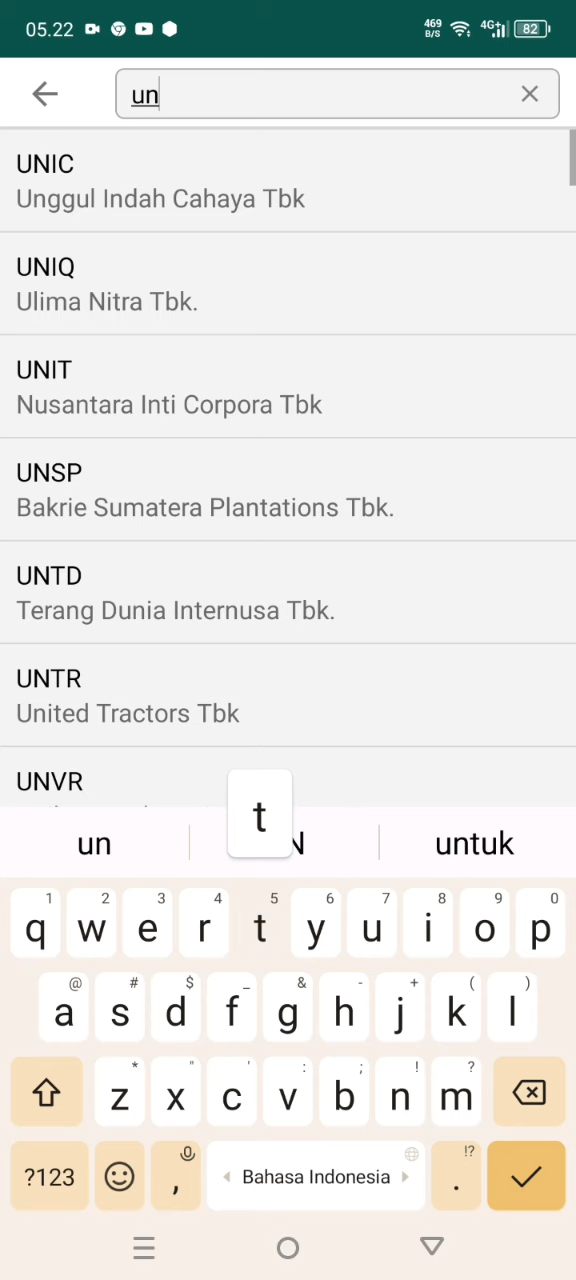 05.22
469
B/S
4G+
82
un
UNIC
Unggul Indah Cahaya Tbk
UNIQ
Ulima Nitra Tbk.
UNIT
Nusantara Inti Corpora Tbk
UNSP
Bakrie Sumatera Plantations Tbk.
UNTD
Terang Dunia Internusa Tbk.
UNTR
United Tractors Tbk
UNVR
t
un
untuk
1 2 3 4 5 6 7 8 9 0
q w e r t y u i o p
@ # $ _ & - + ( )
a s d f g h j k l
* " ' : ; ! ?
z x c v b n m
!?
?123 , Bahasa Indonesia .